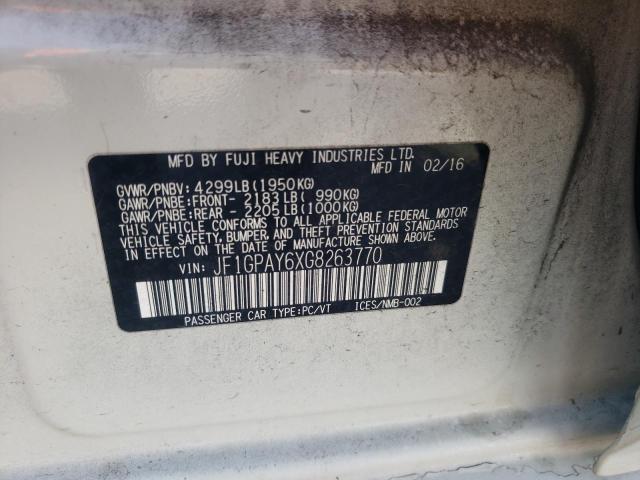 MFD BY FUJI HEAVY INDUSTRIES LTD.
MFD IN 02/16
GVWR/PNBV: 4299LB(1950KG)
GAWR/PNBE:FRONT- 2183LB( 990KG)
GAWR/PNBE:REAR - 2205LB(1000KG)
THIS VEHICLE CONFORMS TO ALL APPLICABLE FEDERAL MOTOR
VEHICLE SAFETY, BUMPER, AND THEFT PREVENTION STANDARDS
IN EFFECT ON THE DATE OF MANUFACTURE SHOWN ABOVE.
VIN: JF1GPAY6XG8263770
PASSENGER CAR TYPE:PC/VT ICES/NMB-002